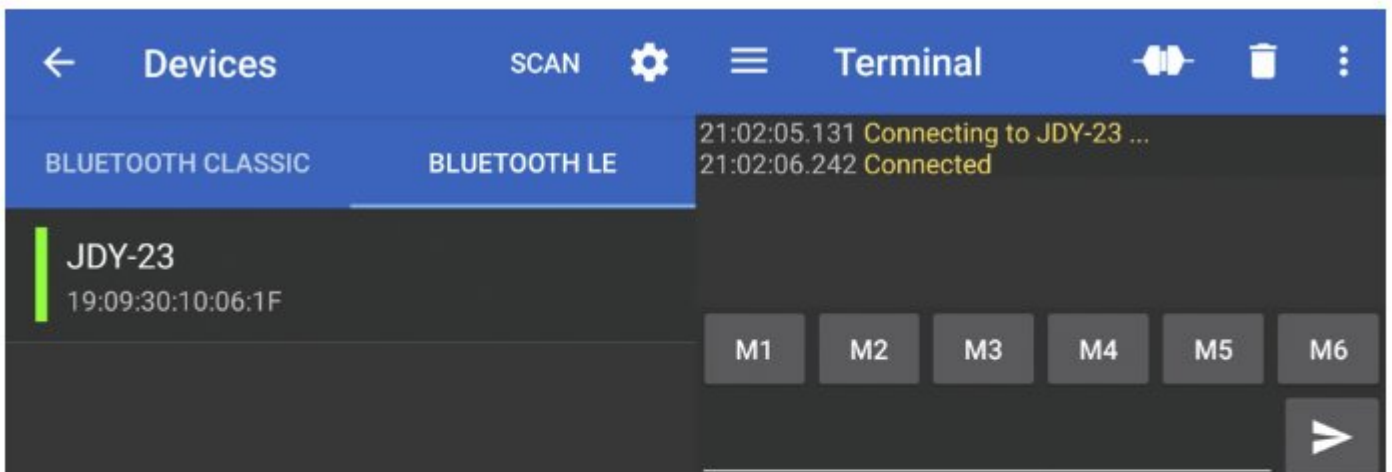 Devices
SCAN
BLUETOOTH CLASSIC
BLUETOOTH LE
JDY-23
19:09:30:10:06:1F
Terminal
21:02:05.131 Connecting to JDY-23 ...
21:02:06.242 Connected
M1 M2 M3 M4 M5 M6